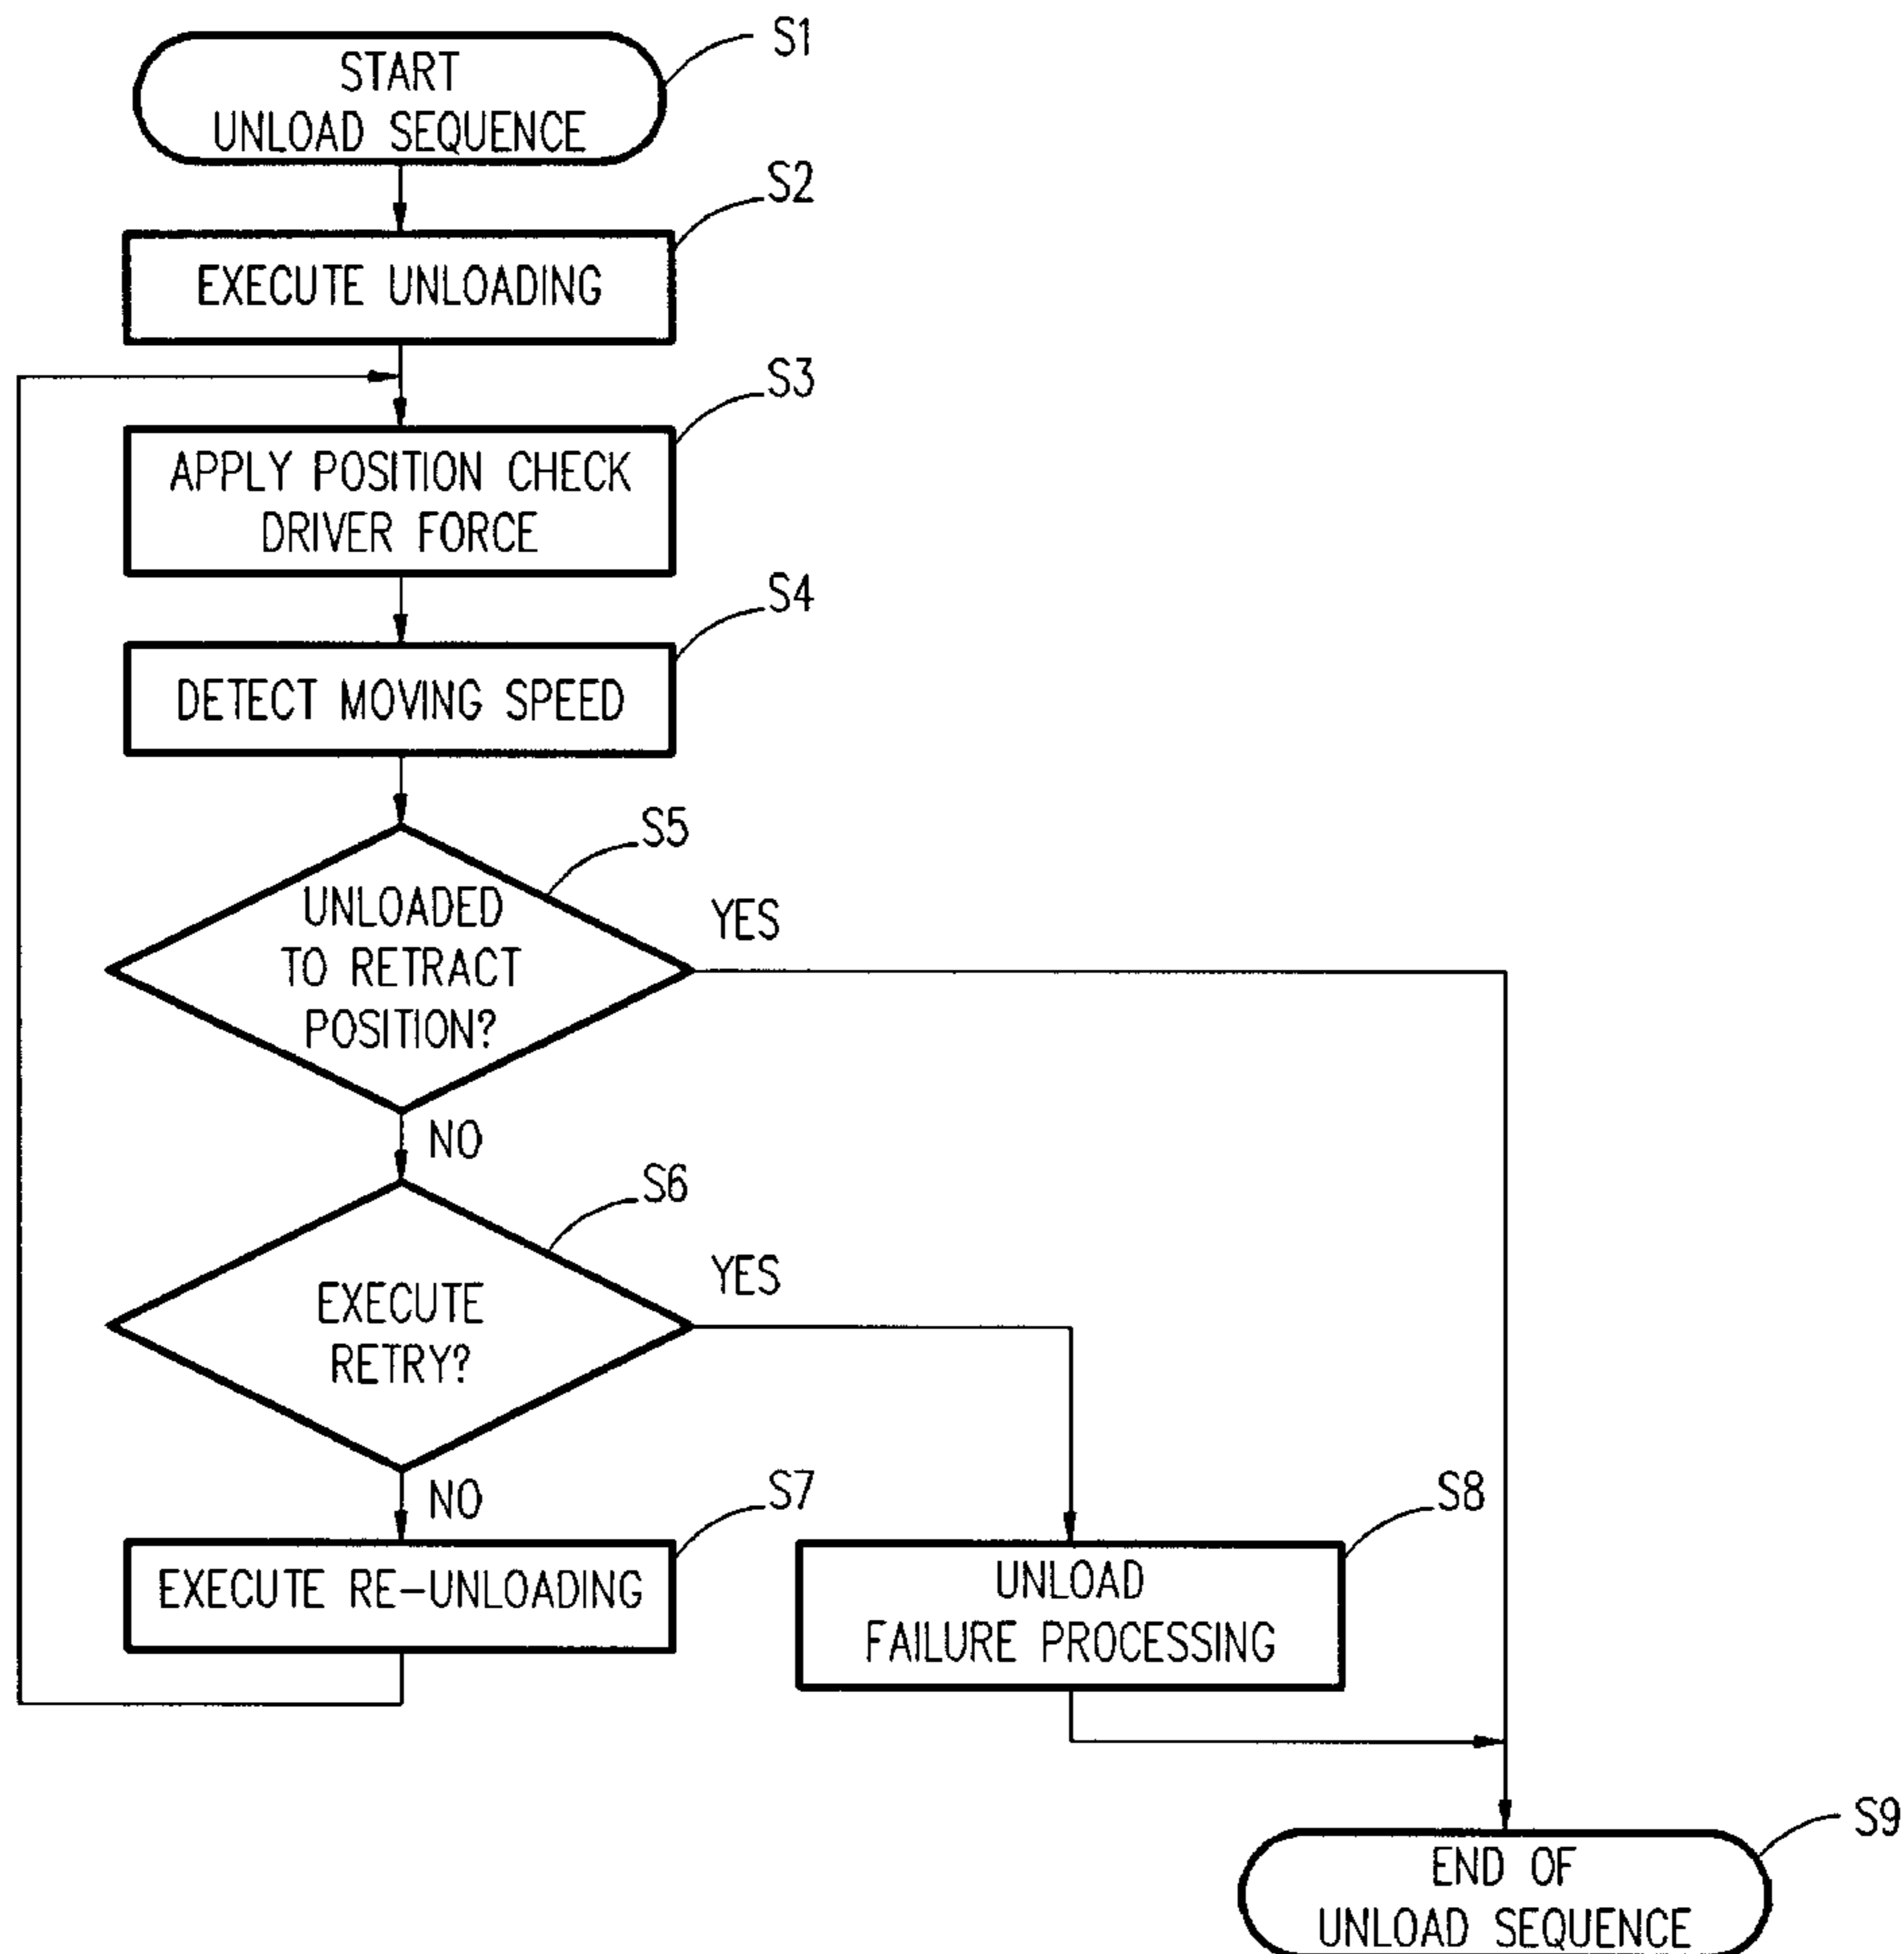 START
UNLOAD SEQUENCE
S1
EXECUTE UNLOADING
S2
APPLY POSITION CHECK
DRIVER FORCE
S3
DETECT MOVING SPEED
S4
UNLOADED
TO RETRACT
POSITION?
S5
YES
NO
EXECUTE
RETRY?
S6
YES
NO
EXECUTE RE-UNLOADING
S7
UNLOAD
FAILURE PROCESSING
S8
END OF
UNLOAD SEQUENCE
S9